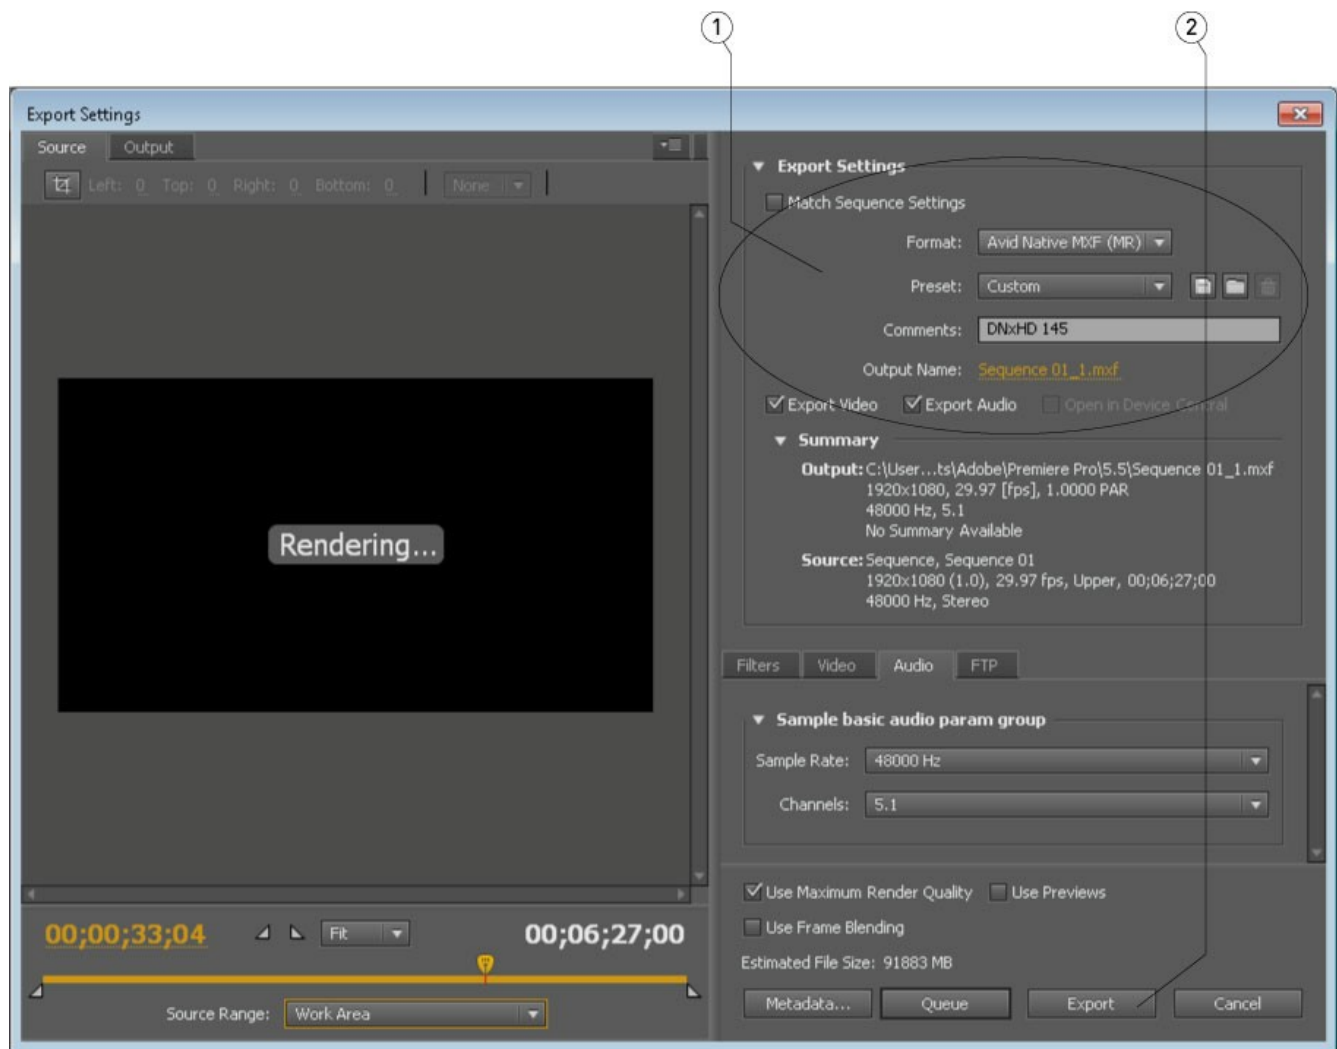 1
2
Export Settings
Source
Output
Left: 0 Top: 0 Right: 0 Bottom: 0
None
Rendering...
00;00;33;04
Fit
00;06;27;00
Source Range: Work Area
Export Settings
Match Sequence Settings
Format: Avid Native MXF (MR)
Preset: Custom
Comments: DNxHD 145
Output Name: Sequence 01_1.mxf
Export Video
Export Audio
Open in Device Central
Summary
Output: C:\User...ts\Adobe\Premiere Pro\5.5\Sequence 01_1.mxf
1920x1080, 29.97 [fps], 1.0000 PAR
48000 Hz, 5.1
No Summary Available
Source: Sequence, Sequence 01
1920x1080 (1.0), 29.97 fps, Upper, 00;06;27;00
48000 Hz, Stereo
Filters
Video
Audio
FTP
Sample basic audio param group
Sample Rate: 48000 Hz
Channels: 5.1
Use Maximum Render Quality
Use Previews
Use Frame Blending
Estimated File Size: 91883 MB
Metadata...
Queue
Export
Cancel